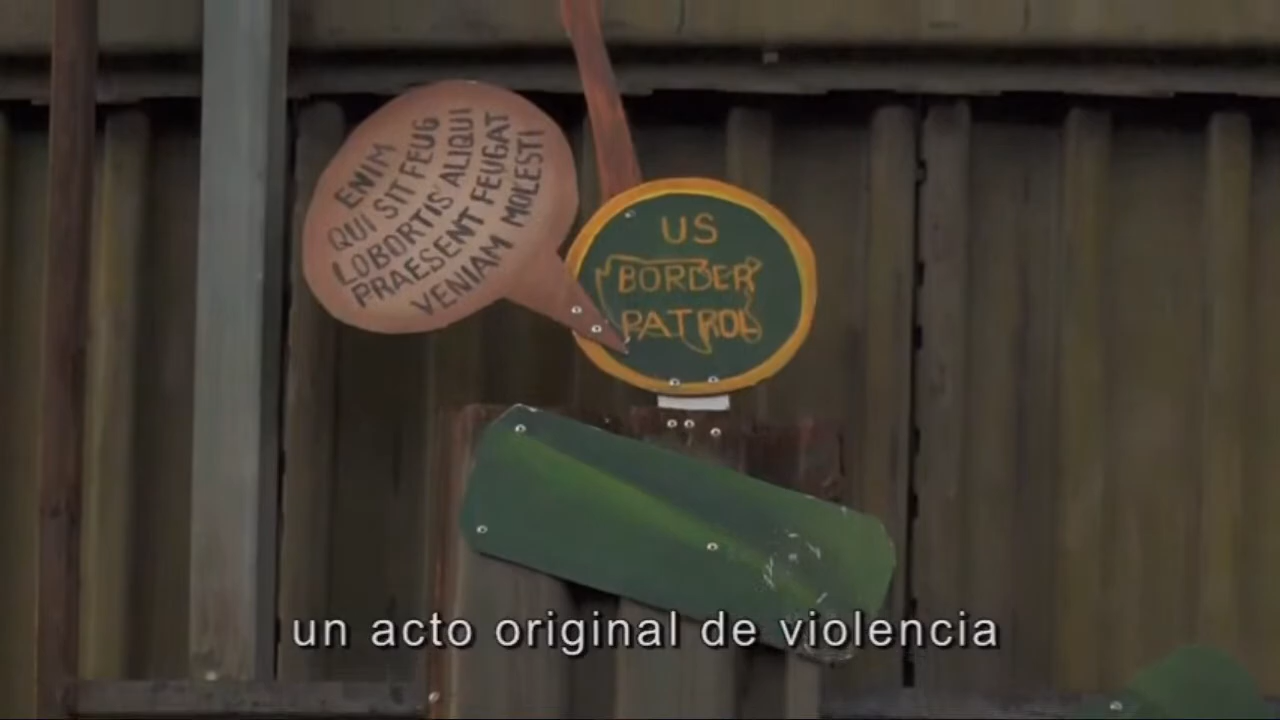 ENIM
QUI SIT FEUG
LOBORTIS ALIQUI
PRAESENT FEUGAT
VENIAM MOLESTI
US
BORDER
PATROL
un acto original de violencia